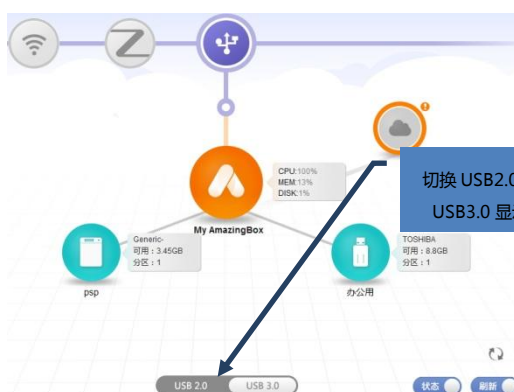 CPU:100%
MEM:13%
DISK:1%
切换 USB2.0
USB3.0 显
My AmazingBox
Generic-
可用：3.45GB
分区：1
psp
TOSHIBA
可用：8.8GB
分区：1
办公用
USB 2.0
USB 3.0
状态
刷新